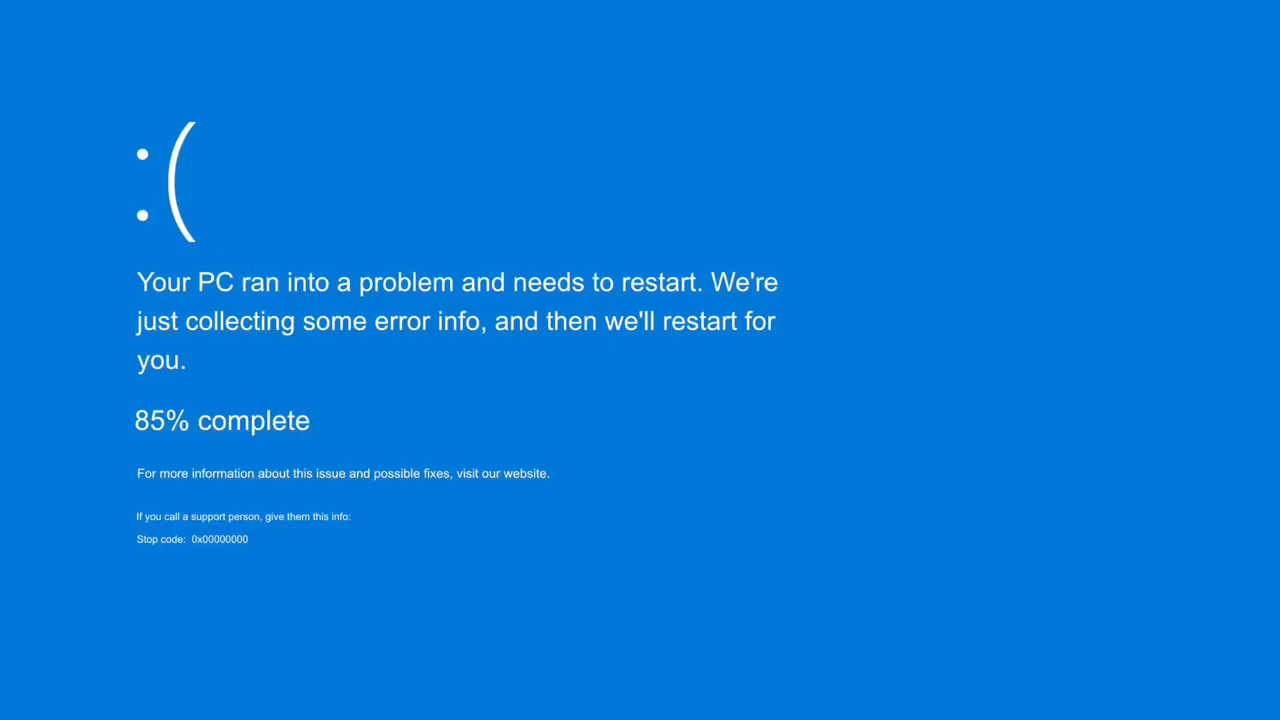 :(
Your PC ran into a problem and needs to restart. We're
just collecting some error info, and then we'll restart for
you.
85% complete
For more information about this issue and possible fixes, visit our website.
If you call a support person, give them this info:
Stop code: 0x00000000